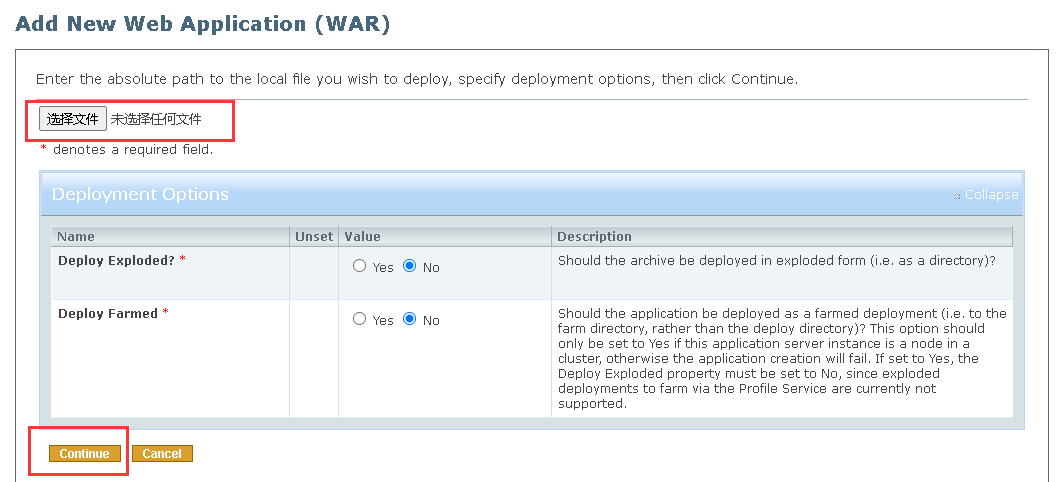 Add New Web Application (WAR)
Enter the absolute path to the local file you wish to deploy, specify deployment options, then click Continue.
选择文件 未选择任何文件
* denotes a required field.
Deployment Options
Collapse
Name Unset Value Description
Deploy Exploded? * Yes No Should the archive be deployed in exploded form (i.e. as a directory)?
Deploy Farmed * Yes No Should the application be deployed as a farmed deployment (i.e. to the
farm directory, rather than the deploy directory)? This option should
only be set to Yes if this application server instance is a node in a
cluster, otherwise the application creation will fail. If set to Yes, the
Deploy Exploded property must be set to No, since exploded
deployments to farm via the Profile Service are currently not
supported.
Continue Cancel